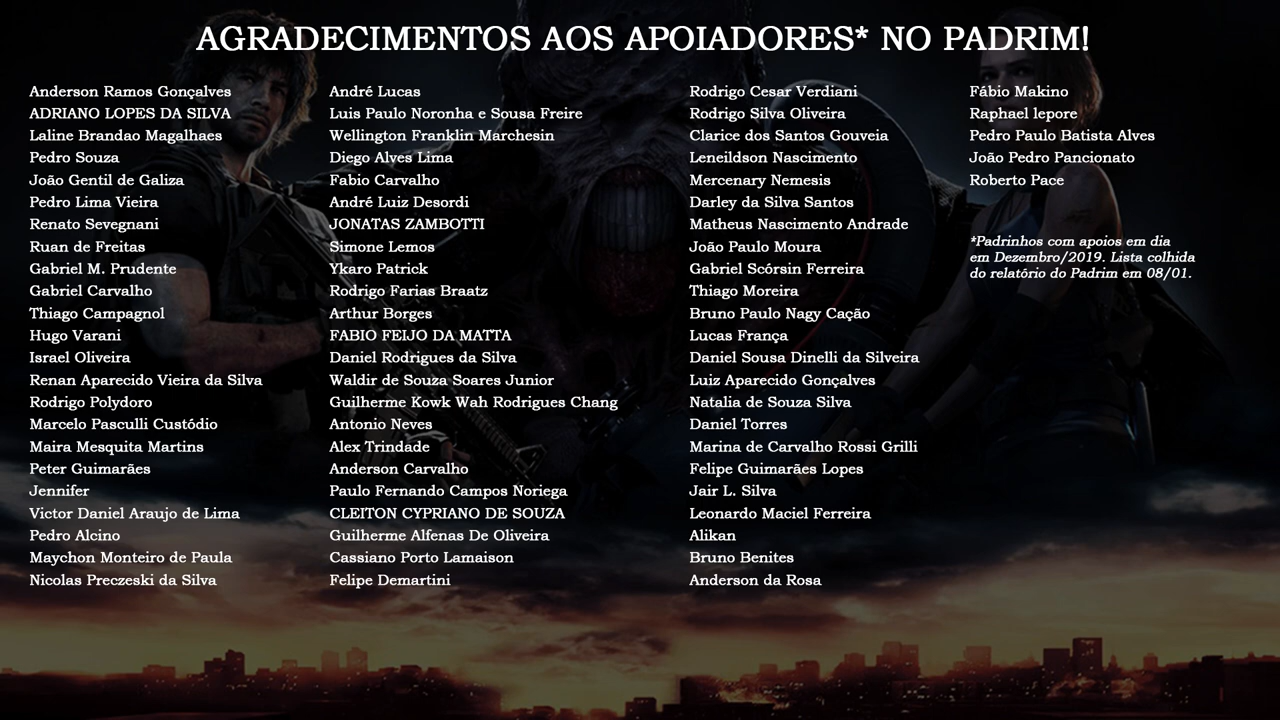 AGRADECIMENTOS AOS APOIADORES* NO PADRIM!
Anderson Ramos Gonçalves
ADRIANO LOPES DA SILVA
Laline Brandao Magalhaes
Pedro Souza
João Gentil de Galiza
Pedro Lima Vieira
Renato Sevegnani
Ruan de Freitas
Gabriel M. Prudente
Gabriel Carvalho
Thiago Campagnol
Hugo Varani
Israel Oliveira
Renan Aparecido Vieira da Silva
Rodrigo Polydoro
Marcelo Pasculli Custódio
Maira Mesquita Martins
Peter Guimarães
Jennifer
Victor Daniel Araujo de Lima
Pedro Alcino
Maychon Monteiro de Paula
Nicolas Preczeski da Silva
André Lucas
Luis Paulo Noronha e Sousa Freire
Wellington Franklin Marchesin
Diego Alves Lima
Fabio Carvalho
André Luiz Desordi
JONATAS ZAMBOTTI
Simone Lemos
Ykaro Patrick
Rodrigo Farias Braatz
Arthur Borges
FABIO FEIJO DA MATTA
Daniel Rodrigues da Silva
Waldir de Souza Soares Junior
Guilherme Kowk Wah Rodrigues Chang
Antonio Neves
Alex Trindade
Anderson Carvalho
Paulo Fernando Campos Noriega
CLEITON CYPRIANO DE SOUZA
Guilherme Alfenas De Oliveira
Cassiano Porto Lamaison
Felipe Demartini
Rodrigo Cesar Verdiani
Rodrigo Silva Oliveira
Clarice dos Santos Gouveia
Leneildson Nascimento
Mercenary Nemesis
Darley da Silva Santos
Matheus Nascimento Andrade
João Paulo Moura
Gabriel Scórsin Ferreira
Thiago Moreira
Bruno Paulo Nagy Cação
Lucas França
Daniel Sousa Dinelli da Silveira
Luiz Aparecido Gonçalves
Natalia de Souza Silva
Daniel Torres
Marina de Carvalho Rossi Grilli
Felipe Guimarães Lopes
Jair L. Silva
Leonardo Maciel Ferreira
Alikan
Bruno Benites
Anderson da Rosa
Fábio Makino
Raphael lepore
Pedro Paulo Batista Alves
João Pedro Pancionato
Roberto Pace
*Padrinhos com apoios em dia
em Dezembro/2019. Lista colhida
do relatório do Padrim em 08/01.